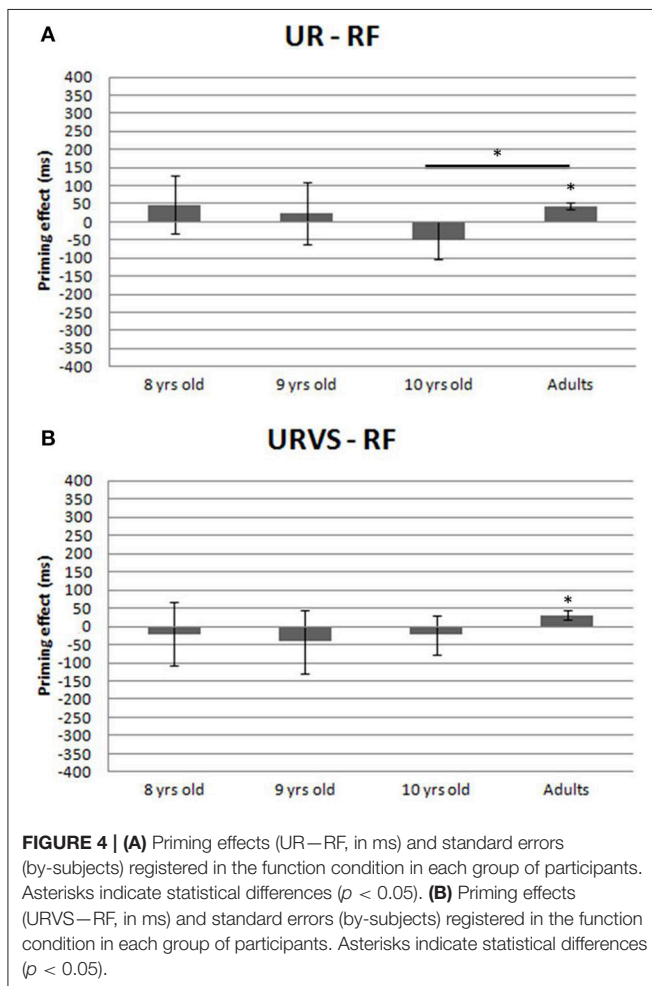 A
UR - RF
Priming effect (ms)
400
350
300
250
200
150
100
50
0
-50
-100
-150
-200
-250
-300
-350
-400
*
*
8 yrs old 9 yrs old 10 yrs old Adults
B
URVS - RF
Priming effect (ms)
400
350
300
250
200
150
100
50
0
-50
-100
-150
-200
-250
-300
-350
-400
*
8 yrs old 9 yrs old 10 yrs old Adults
FIGURE 4 | (A) Priming effects (UR—RF, in ms) and standard errors
(by-subjects) registered in the function condition in each group of participants.
Asterisks indicate statistical differences (p < 0.05). (B) Priming effects
(URVS—RF, in ms) and standard errors (by-subjects) registered in the function
condition in each group of participants. Asterisks indicate statistical differences
(p < 0.05).